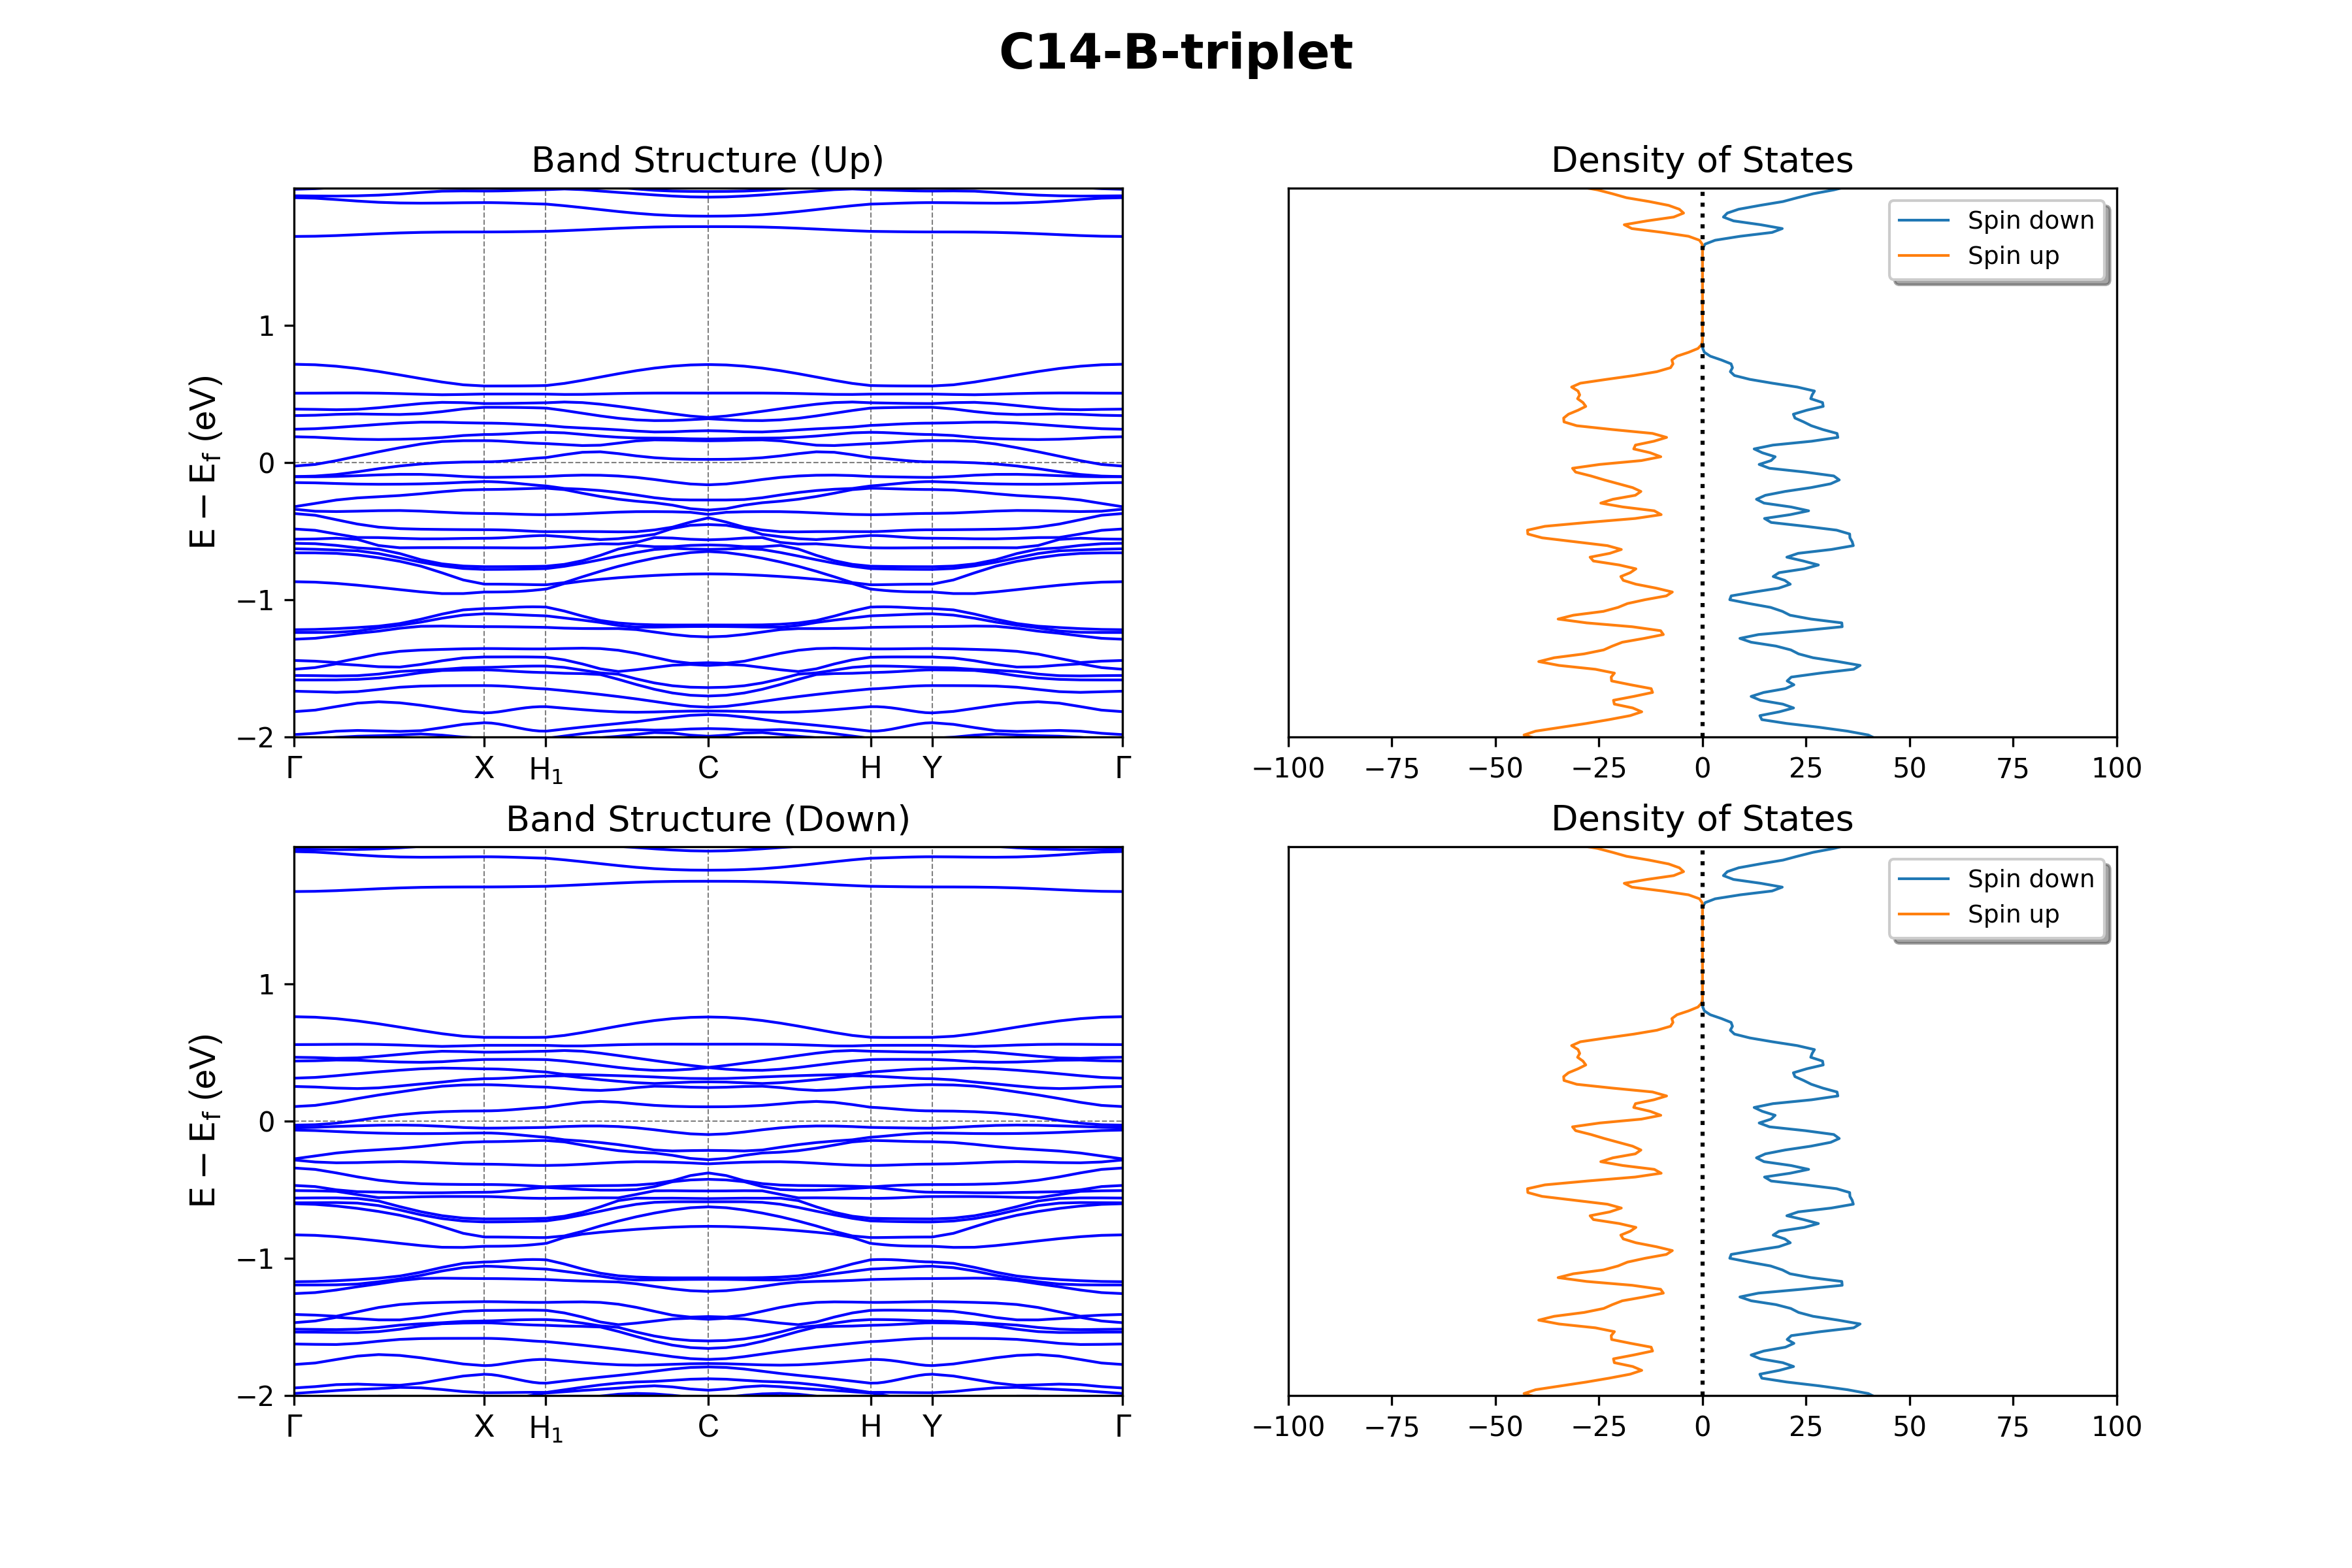 C14-B-triplet
Band Structure (Up)
E − E_f (eV)
1
0
−1
−2
Γ X H₁ C H Y Γ
Density of States
Spin down
Spin up
−100 −75 −50 −25 0 25 50 75 100
Band Structure (Down)
E − E_f (eV)
1
0
−1
−2
Γ X H₁ C H Y Γ
Density of States
Spin down
Spin up
−100 −75 −50 −25 0 25 50 75 100